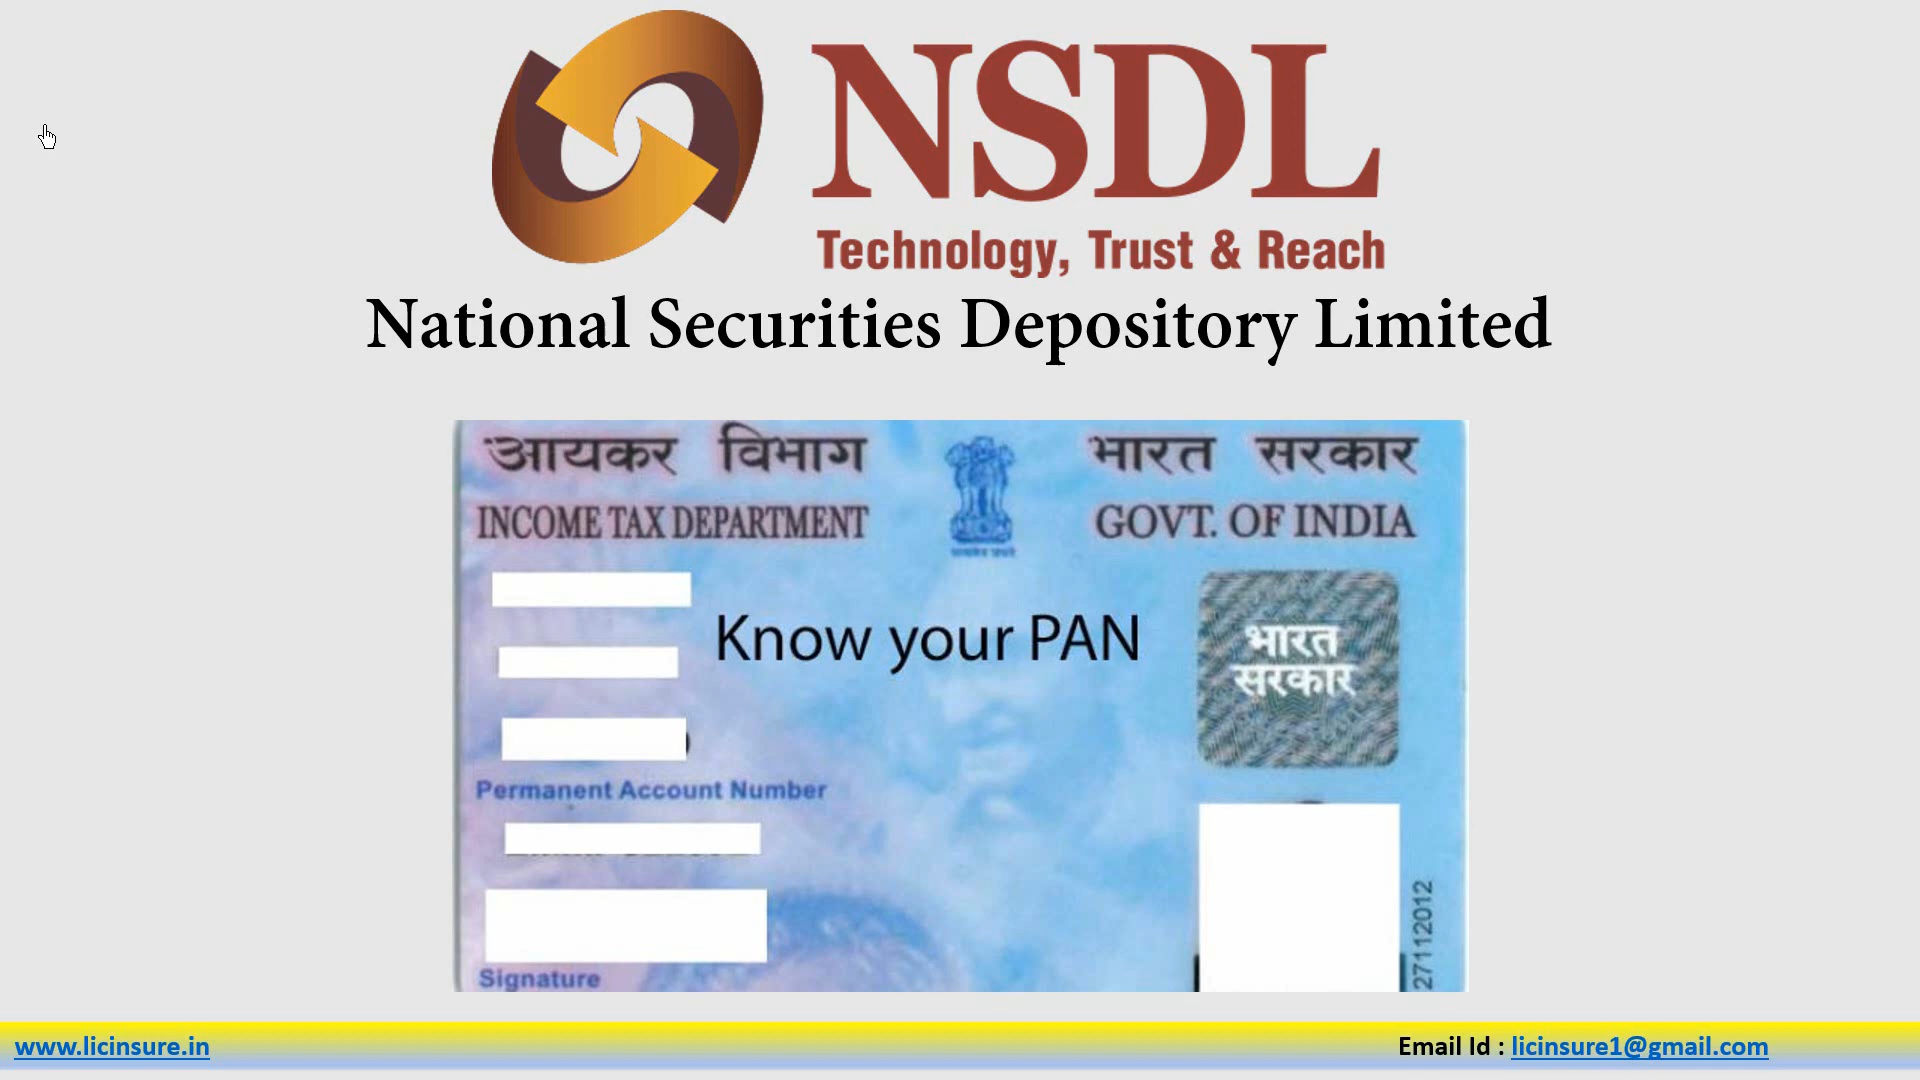 NSDL
Technology, Trust & Reach
National Securities Depository Limited
आयकर विभाग
भारत सरकार
INCOME TAX DEPARTMENT
GOVT. OF INDIA
Know your PAN
भारत
सरकार
Permanent Account Number
27112012
Signature
www.licinsure.in
Email Id : licinsure1@gmail.com